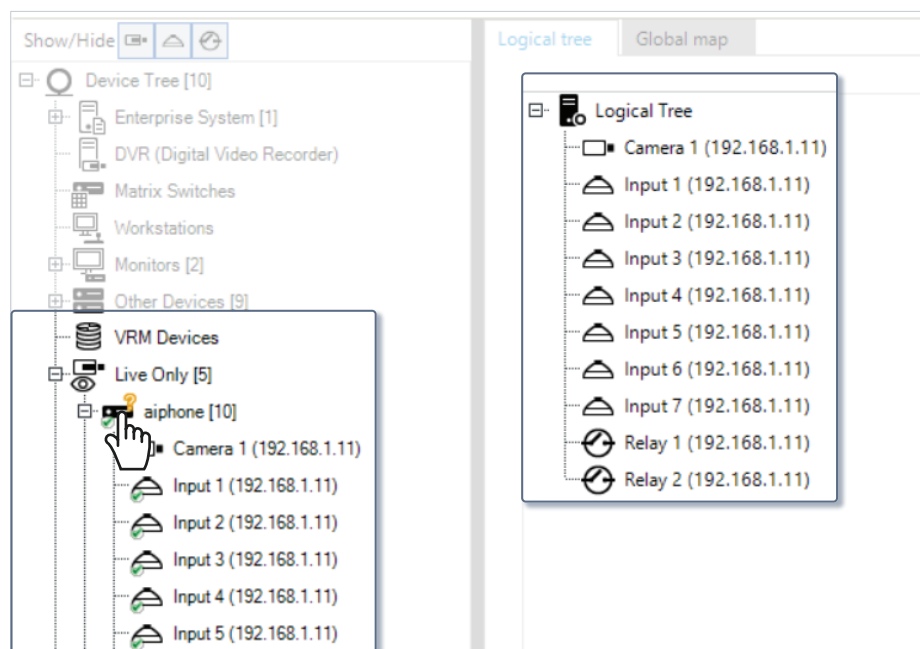 Show/Hide
Device Tree [10]
Enterprise System [1]
DVR (Digital Video Recorder)
Matrix Switches
Workstations
Monitors [2]
Other Devices [9]
VRM Devices
Live Only [5]
aiphone [10]
Camera 1 (192.168.1.11)
Input 1 (192.168.1.11)
Input 2 (192.168.1.11)
Input 3 (192.168.1.11)
Input 4 (192.168.1.11)
Input 5 (192.168.1.11)
Logical tree
Global map
Logical Tree
Camera 1 (192.168.1.11)
Input 1 (192.168.1.11)
Input 2 (192.168.1.11)
Input 3 (192.168.1.11)
Input 4 (192.168.1.11)
Input 5 (192.168.1.11)
Input 6 (192.168.1.11)
Input 7 (192.168.1.11)
Relay 1 (192.168.1.11)
Relay 2 (192.168.1.11)